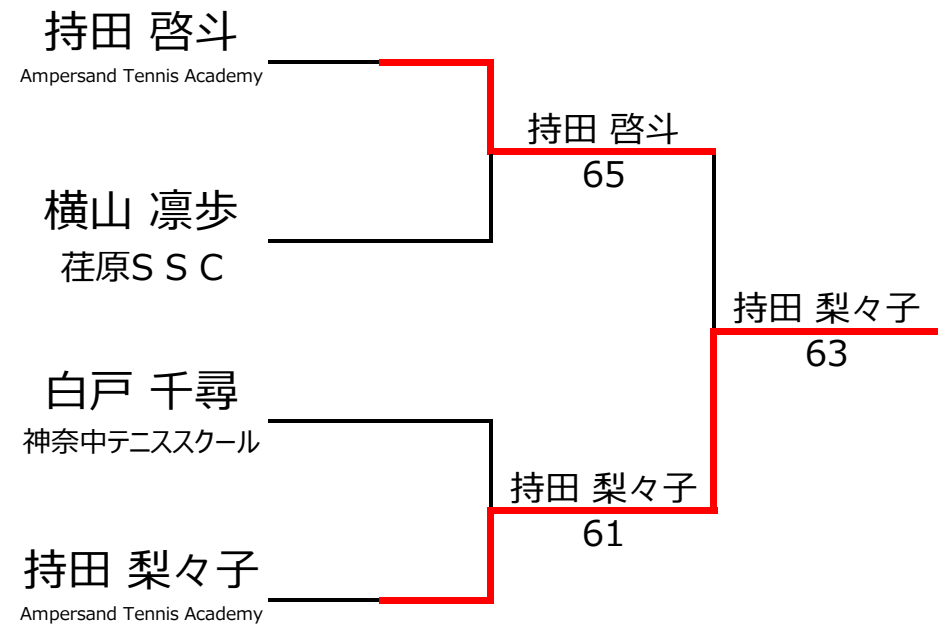 持田 啓斗
Ampersand Tennis Academy
持田 啓斗
65
横山 凛歩
荏原ＳＳＣ
持田 梨々子
63
白戸 千尋
神奈中テニススクール
持田 梨々子
61
持田 梨々子
Ampersand Tennis Academy